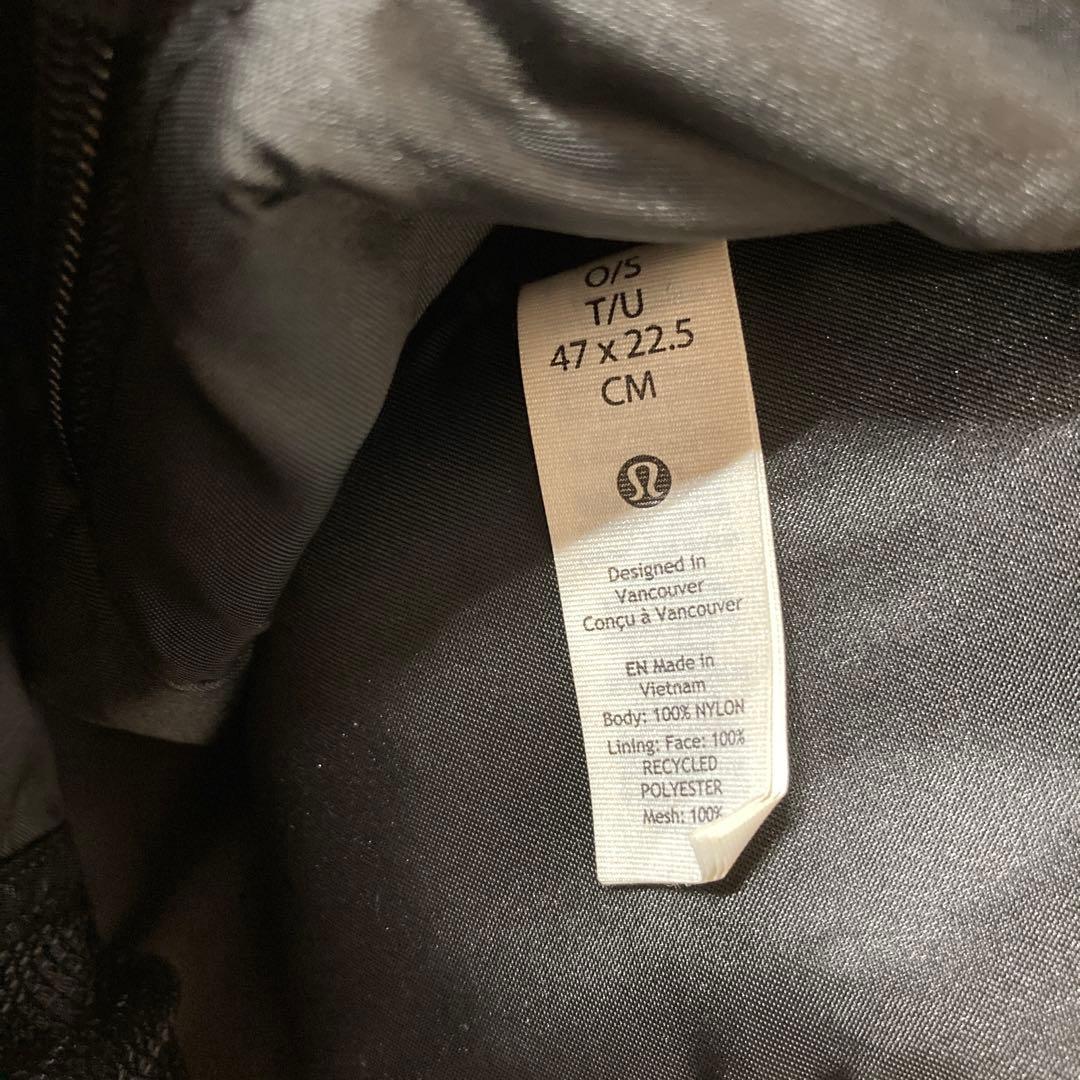 O/S
T/U
47 x 22.5
CM
Designed in
Vancouver
Conçu à Vancouver
EN Made in
Vietnam
Body: 100% NYLON
Lining: Face: 100%
RECYCLED
POLYESTER
Mesh: 100%